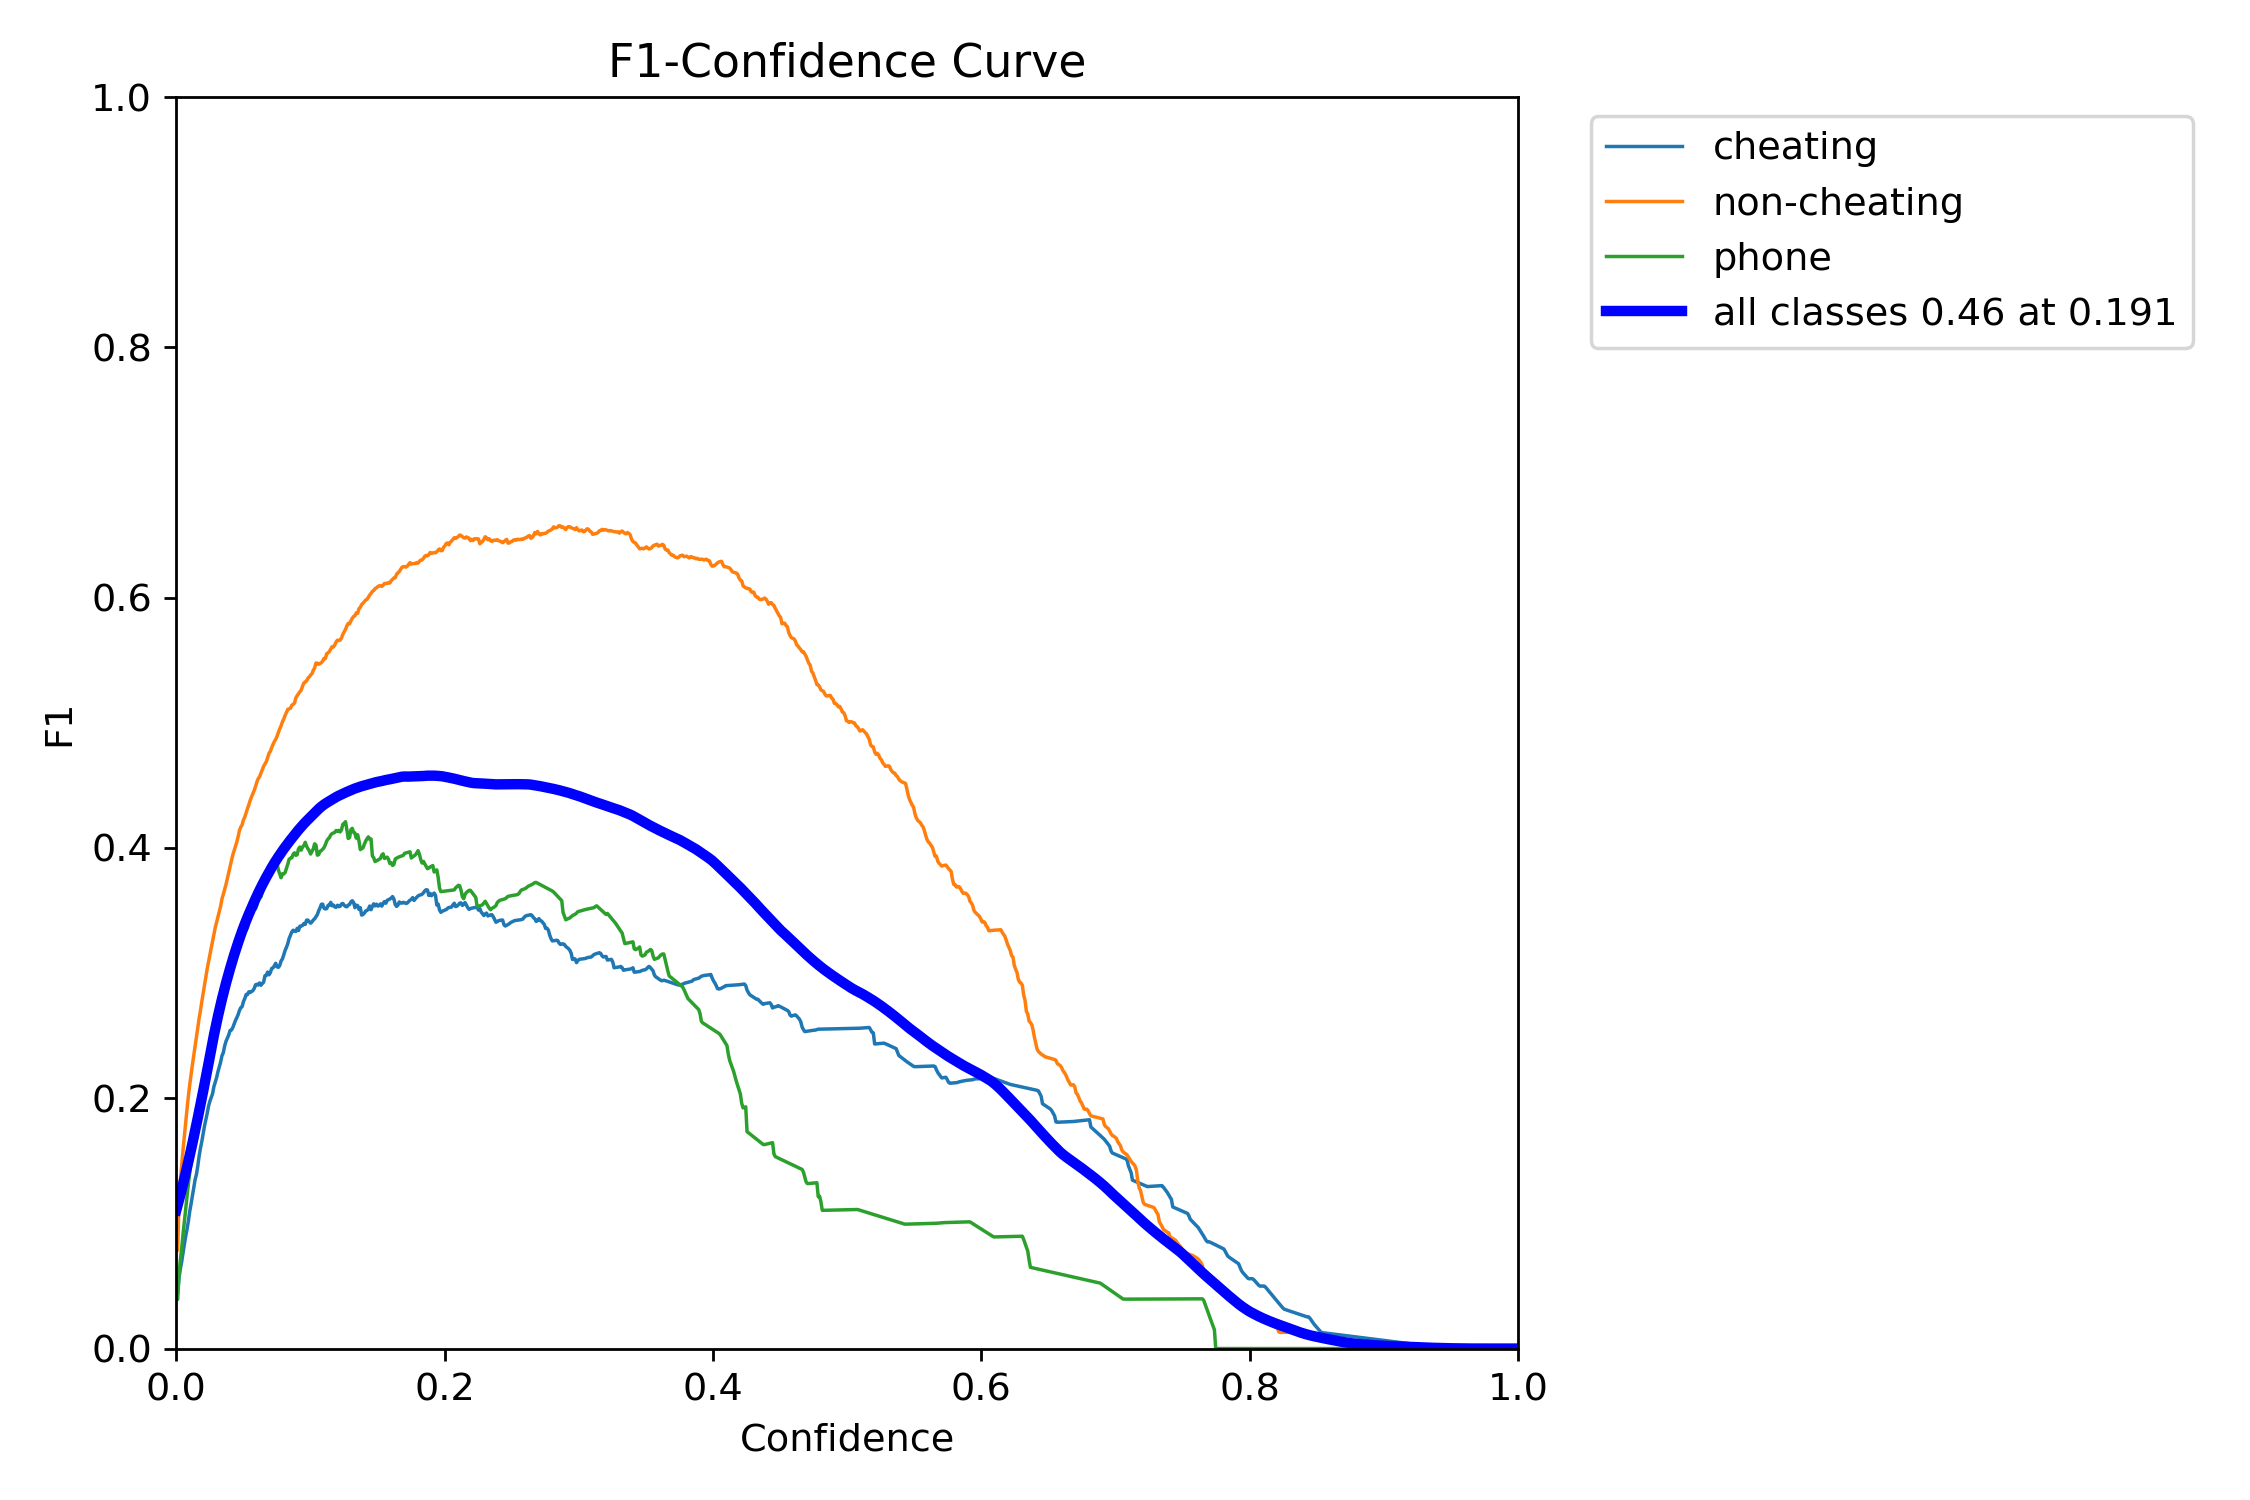 F1-Confidence Curve
1.0
0.8
0.6
0.4
0.2
0.0
F1
0.0 0.2 0.4 0.6 0.8 1.0
Confidence
cheating
non-cheating
phone
all classes 0.46 at 0.191